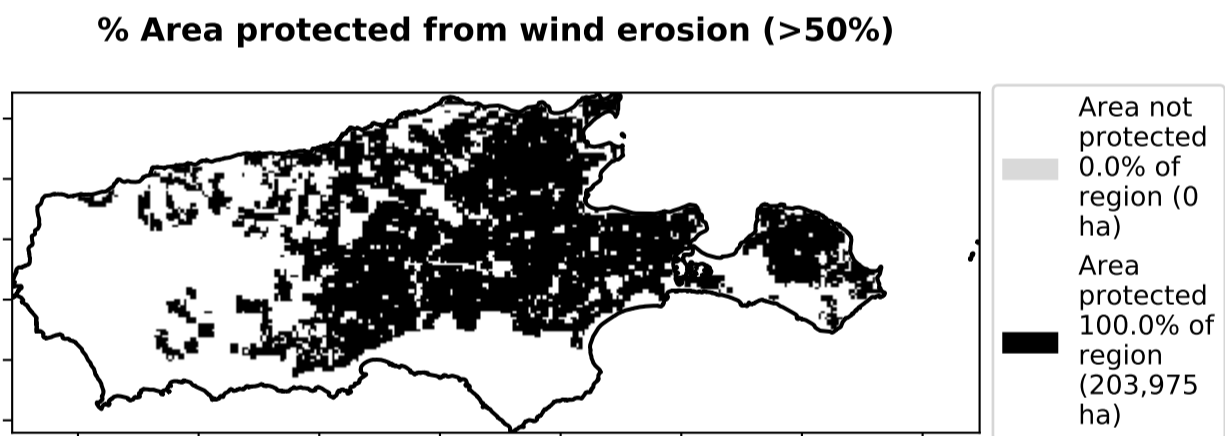 % Area protected from wind erosion (>50%)
Area not
protected
0.0% of
region (0
ha)
Area
protected
100.0% of
region
(203,975
ha)